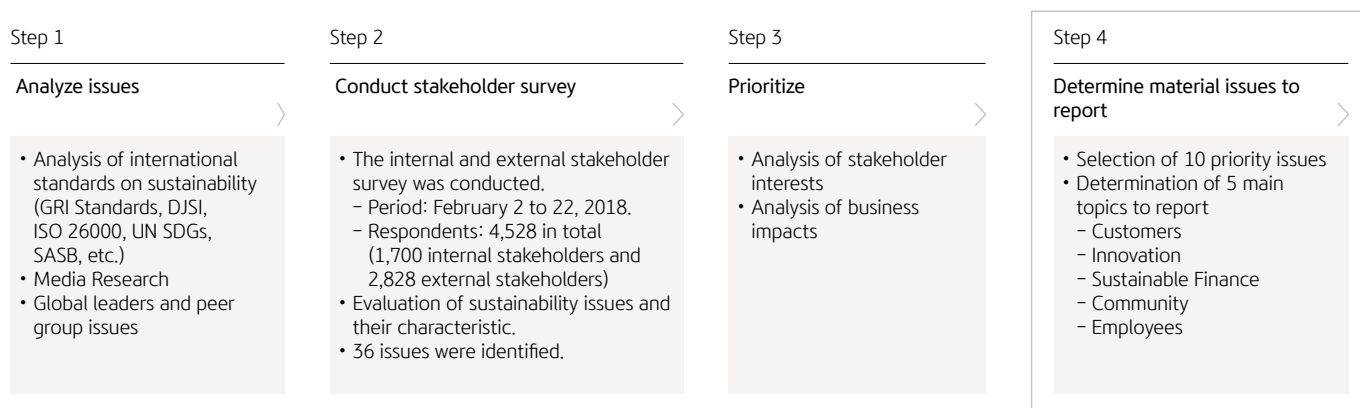 Step 1
Analyze issues
• Analysis of international
standards on sustainability
(GRI Standards, DJSI,
ISO 26000, UN SDGs,
SASB, etc.)
• Media Research
• Global leaders and peer
group issues
Step 2
Conduct stakeholder survey
• The internal and external stakeholder
survey was conducted.
– Period: February 2 to 22, 2018.
– Respondents: 4,528 in total
(1,700 internal stakeholders and
2,828 external stakeholders)
• Evaluation of sustainability issues and
their characteristic.
• 36 issues were identified.
Step 3
Prioritize
• Analysis of stakeholder
interests
• Analysis of business
impacts
Step 4
Determine material issues to
report
• Selection of 10 priority issues
• Determination of 5 main
topics to report
– Customers
– Innovation
– Sustainable Finance
– Community
– Employees